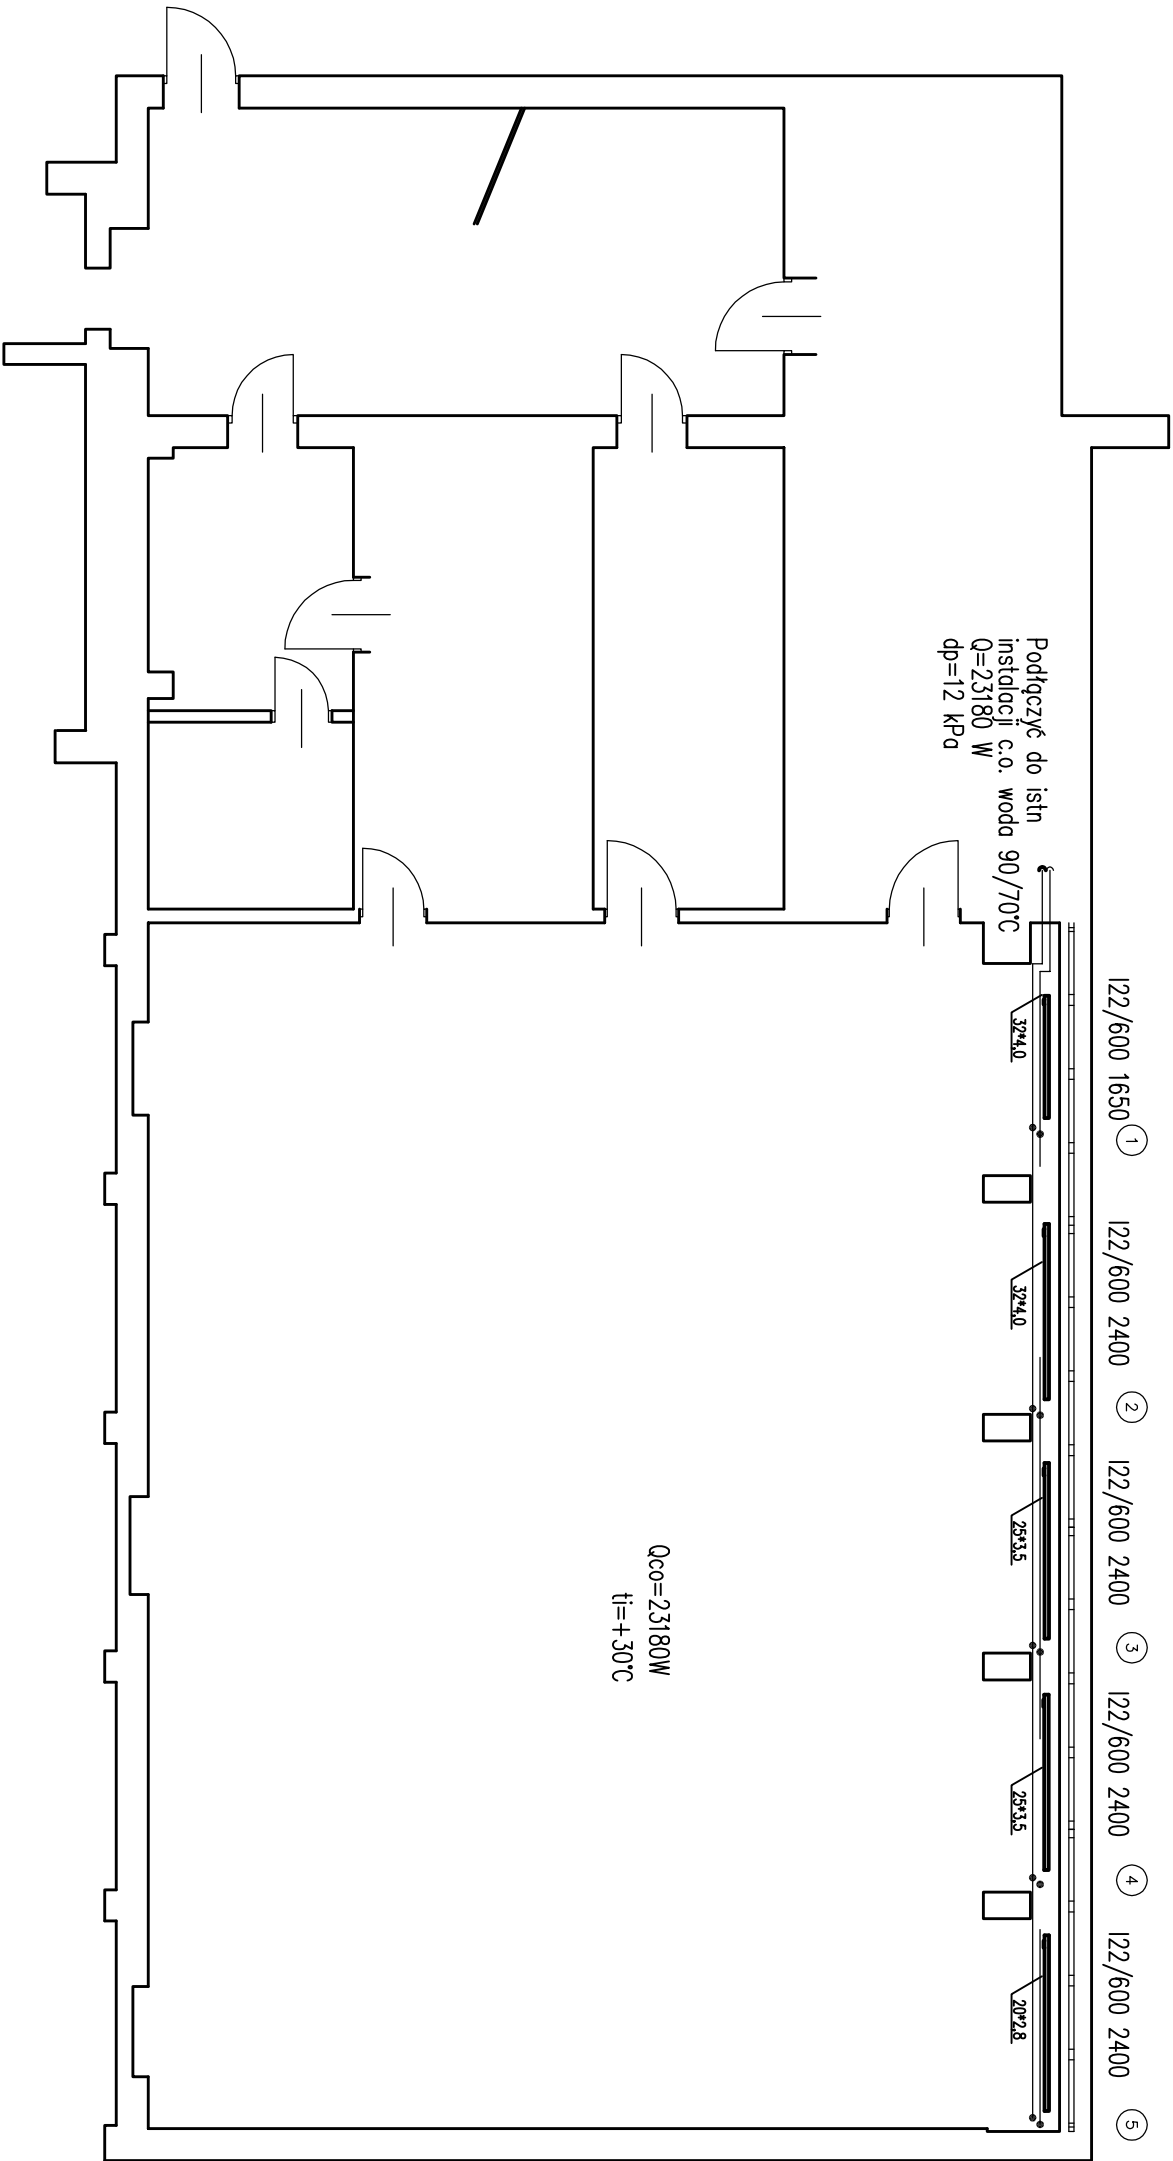 I22/600 1650
1
I22/600 2400
2
I22/600 2400
3
I22/600 2400
4
I22/600 2400
5
Podłączyć do istn
instalacji c.o. woda 90/70°C
Q=23180 W
dp=12 kPa
32*4,0
32*4,0
25*3,5
25*3,5
20*2,8
Qco=23180W
ti=+30°C